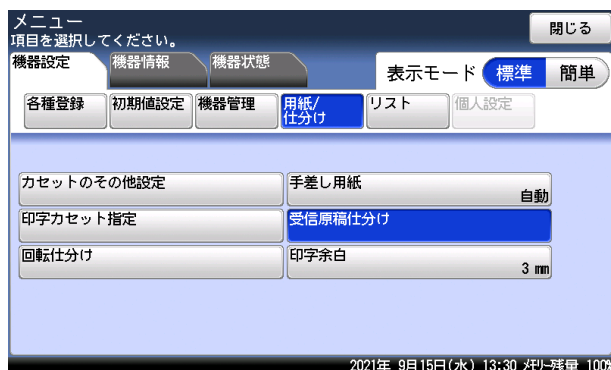 メニュー
閉じる
項目を選択してください。
機器設定
機器情報
機器状態
表示モード
標準
簡単
各種登録
初期値設定
機器管理
用紙/
仕分け
リスト
個人設定
カセットのその他設定
手差し用紙
自動
印字カセット指定
受信原稿仕分け
回転仕分け
印字余白
3 mm
2021年 9月15日(水) 13:30 メモリー残量 100%